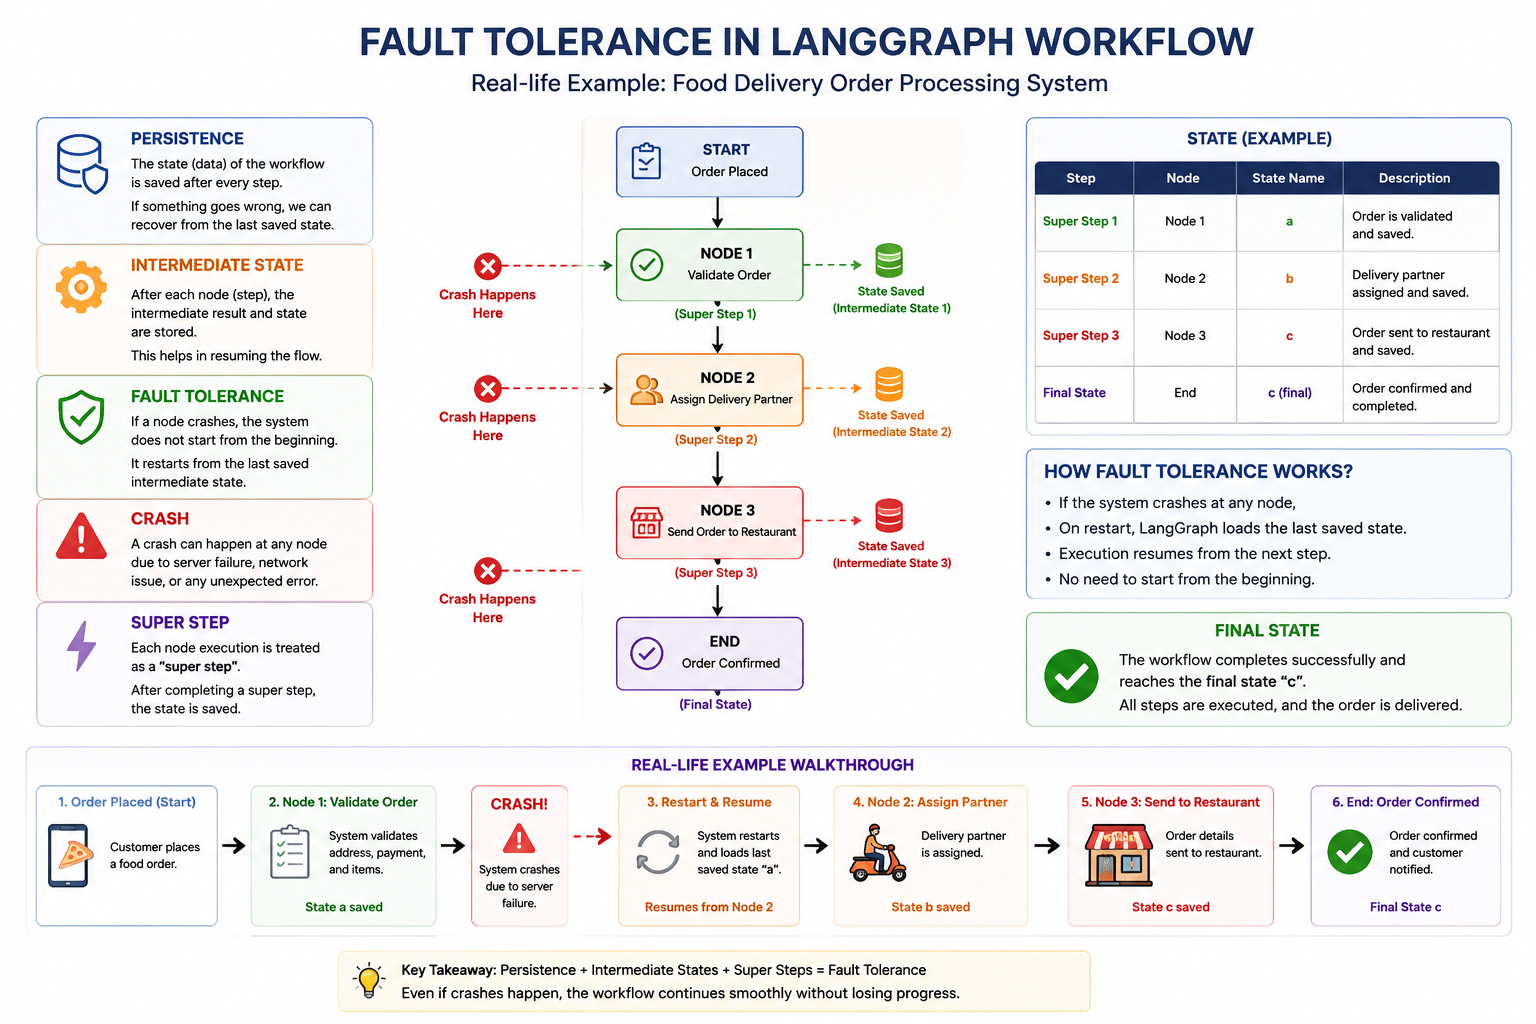 FAULT TOLERANCE IN LANGGRAPH WORKFLOW
Real-life Example: Food Delivery Order Processing System
PERSISTENCE
The state (data) of the workflow
is saved after every step.
If something goes wrong, we can
recover from the last saved state.
INTERMEDIATE STATE
After each node (step), the
intermediate result and state
are stored.
This helps in resuming the flow.
FAULT TOLERANCE
If a node crashes, the system
does not start from the beginning.
It restarts from the last saved
intermediate state.
CRASH
A crash can happen at any node
due to server failure, network
issue, or any unexpected error.
SUPER STEP
Each node execution is treated
as a “super step”.
After completing a super step,
the state is saved.
START
Order Placed
NODE 1
Validate Order
(Super Step 1)
Crash Happens
Here
State Saved
(Intermediate State 1)
NODE 2
Assign Delivery Partner
(Super Step 2)
Crash Happens
Here
State Saved
(Intermediate State 2)
NODE 3
Send Order to Restaurant
(Super Step 3)
Crash Happens
Here
State Saved
(Intermediate State 3)
END
Order Confirmed
(Final State)
STATE (EXAMPLE)
Step Node State Name Description
Super Step 1 Node 1 a Order is validated
and saved.
Super Step 2 Node 2 b Delivery partner
assigned and saved.
Super Step 3 Node 3 c Order sent to restaurant
and saved.
Final State End c (final) Order confirmed and
completed.
HOW FAULT TOLERANCE WORKS?
• If the system crashes at any node,
• On restart, LangGraph loads the last saved state.
• Execution resumes from the next step.
• No need to start from the beginning.
FINAL STATE
The workflow completes successfully and
reaches the final state “c”.
All steps are executed, and the order is delivered.
REAL-LIFE EXAMPLE WALKTHROUGH
1. Order Placed (Start)
Customer places
a food order.
2. Node 1: Validate Order
System validates
address, payment,
and items.
State a saved
CRASH!
System crashes
due to server
failure.
3. Restart & Resume
System restarts
and loads last
saved state “a”.
Resumes from Node 2
4. Node 2: Assign Partner
Delivery partner
is assigned.
State b saved
5. Node 3: Send to Restaurant
Order details
sent to restaurant.
State c saved
6. End: Order Confirmed
Order confirmed
and customer
notified.
Final State c
Key Takeaway: Persistence + Intermediate States + Super Steps = Fault Tolerance
Even if crashes happen, the workflow continues smoothly without losing progress.